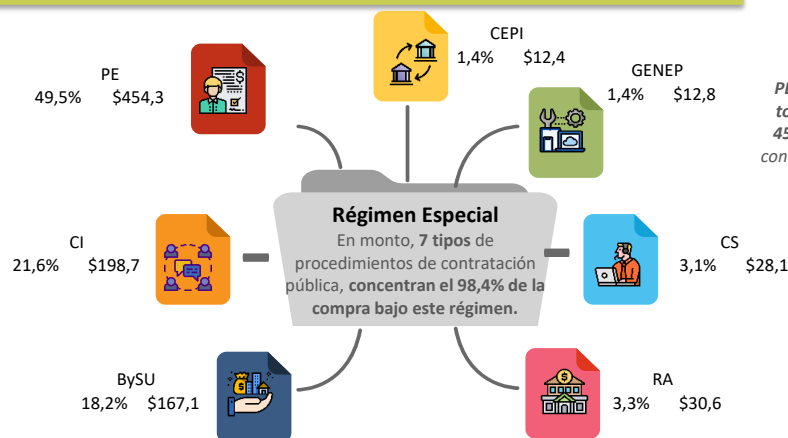 CEPI
1,4% $12,4
PE
49,5% $454,3
GENEP
1,4% $12,8
45
con
Régimen Especial
En monto, 7 tipos de
procedimientos de contratación
pública, concentran el 98,4% de la
compra bajo este régimen.
CI
21,6% $198,7
CS
3,1% $28,1
BySU
18,2% $167,1
RA
3,3% $30,6